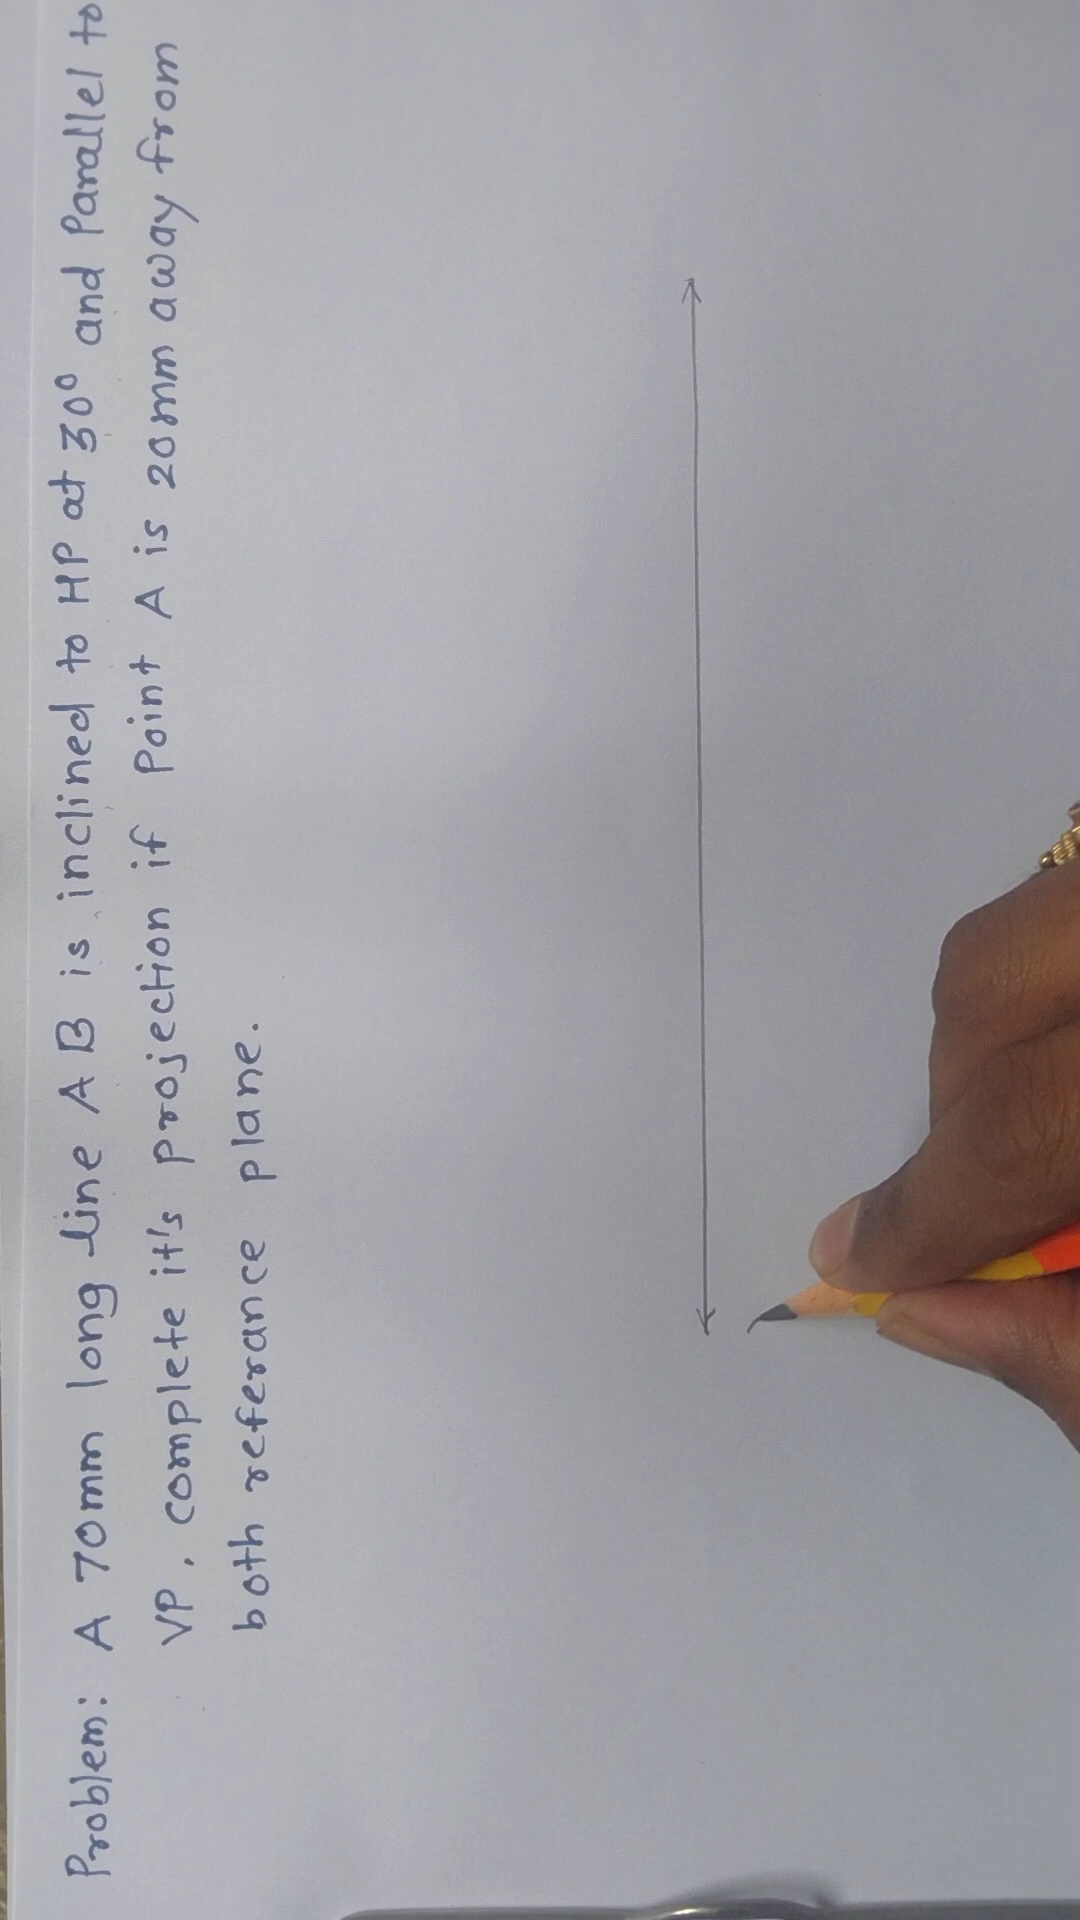 Problem: A 70mm long line AB is inclined to HP at 30° and Parallel to
VP, complete it's projection if Point A is 20mm away from
both referance plane.